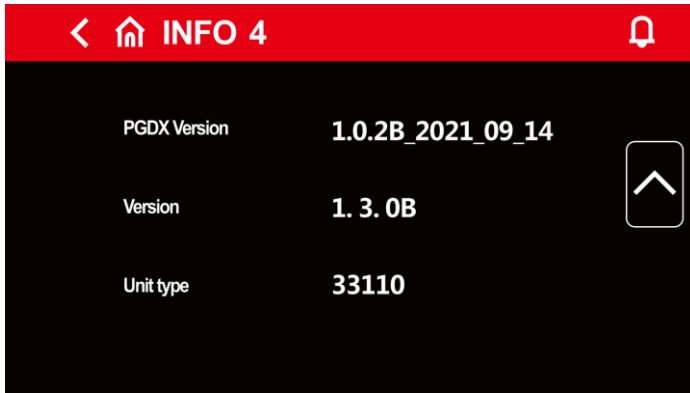 INFO 4
PGDX Version 1.0.2B_2021_09_14
Version 1. 3. 0B
Unit type 33110